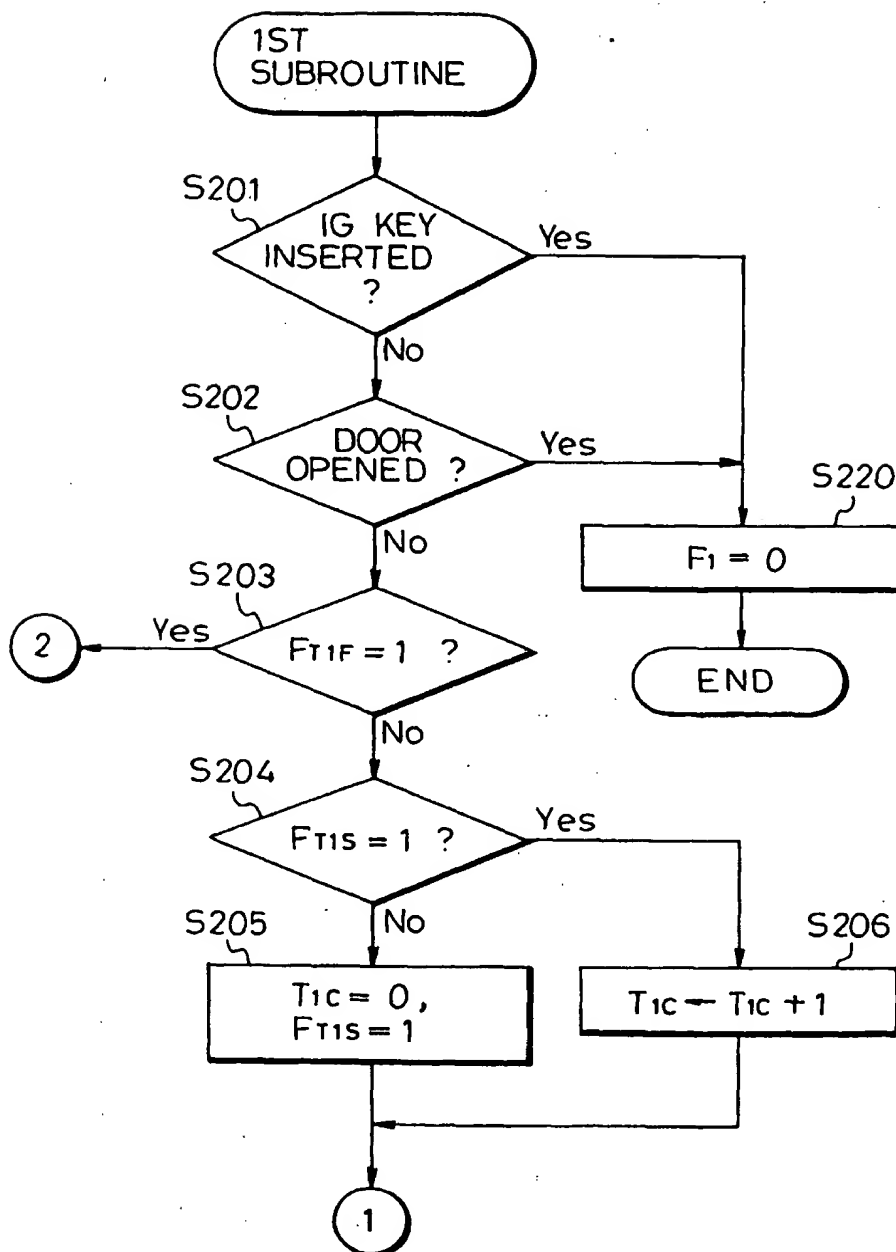 1ST
SUBROUTINE
S201
IG KEY
INSERTED
?
Yes
No
S202
DOOR
OPENED ?
Yes
No
S220
F1 = 0
END
S203
FT1F = 1 ?
Yes
2
No
S204
FT1S = 1 ?
Yes
No
S205
T1C = 0,
FT1S = 1
S206
T1C ← T1C + 1
1